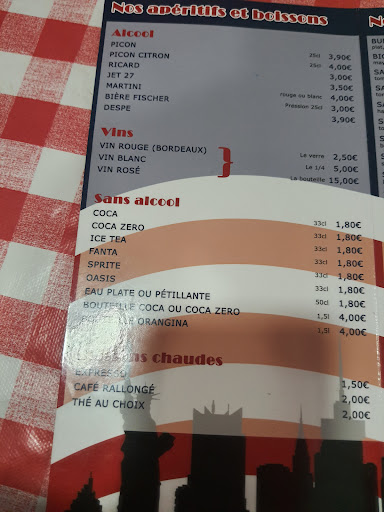 Nos apéritifs et boissons
Alcool
PICON 25cl 3,90€
PICON CITRON 25cl 4,00€
RICARD 3,00€
JET 27 3,50€
MARTINI rouge ou blanc 4,00€
BIÈRE FISCHER Pression 25cl 3,00€
DESPE 3,90€
Vins
VIN ROUGE (BORDEAUX) Le verre 2,50€
VIN BLANC Le 1/4 5,00€
VIN ROSÉ La bouteille 15,00€
Sans alcool
COCA 33cl 1,80€
COCA ZERO 33cl 1,80€
ICE TEA 33cl 1,80€
FANTA 33cl 1,80€
SPRITE 33cl 1,80€
OASIS 33cl 1,80€
EAU PLATE OU PÉTILLANTE 50cl 1,80€
BOUTEILLE COCA OU COCA ZERO 1,5l 4,00€
ORANGINA 1,5l 4,00€
chaudes
EXPRESSO 1,50€
CAFÉ RALLONGÉ 2,00€
THÉ AU CHOIX 2,00€